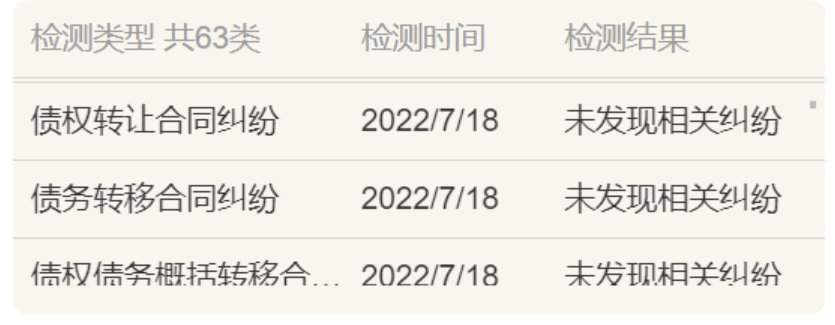 检测类型 共63类 检测时间 检测结果
债权转让合同纠纷 2022/7/18 未发现相关纠纷
债务转移合同纠纷 2022/7/18 未发现相关纠纷
债权债务概括转移合... 2022/7/18 未发现相关纠纷